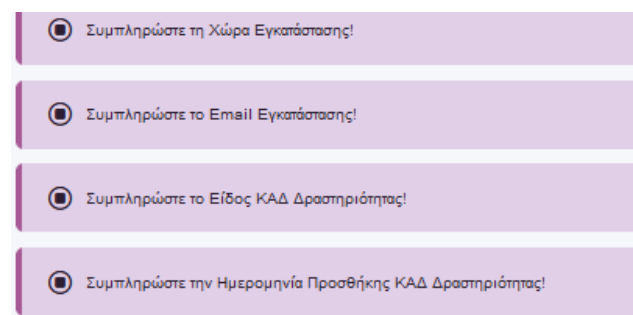 Συμπληρώστε τη Χώρα Εγκατάστασης!
Συμπληρώστε το Email Εγκατάστασης!
Συμπληρώστε το Είδος ΚΑΔ Δραστηριότητας!
Συμπληρώστε την Ημερομηνία Προσθήκης ΚΑΔ Δραστηριότητας!